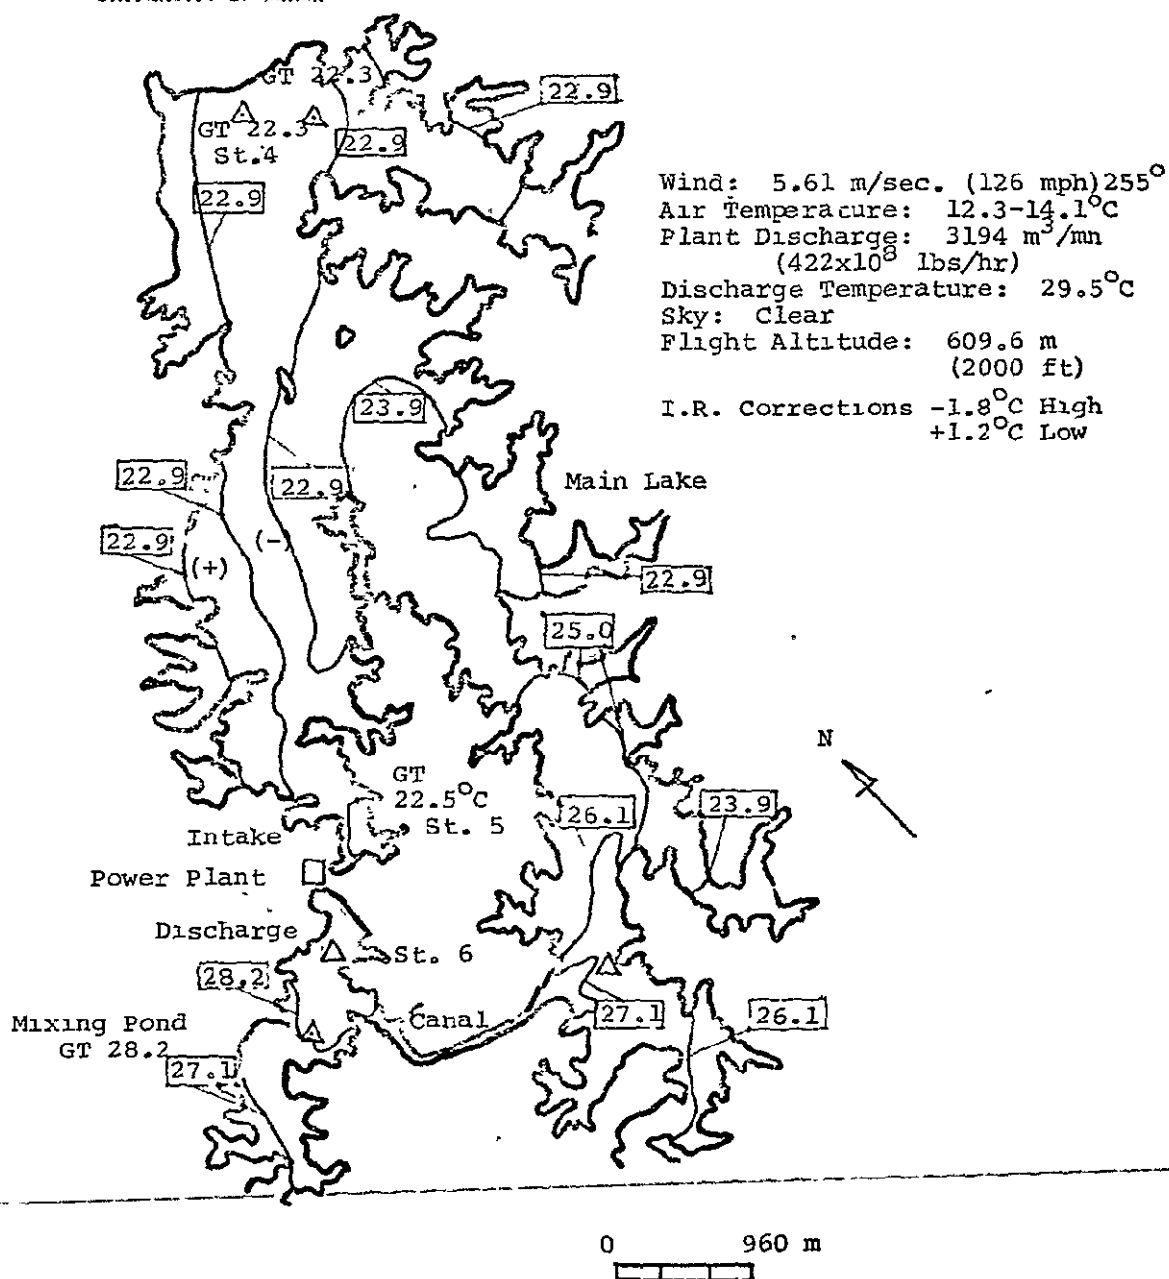 GT 22.3
22.9
GT 22.3
St.4
22.9
22.9
Wind: 5.61 m/sec. (126 mph)255°
Air Temperacure: 12.3-14.1°C
Plant Discharge: 3194 m³/mn
(422x10⁸ lbs/hr)
Discharge Temperature: 29.5°C
Sky: Clear
Flight Altitude: 609.6 m
(2000 ft)
I.R. Corrections -1.8°C High
+1.2°C Low
23.9
22.9
22.9
Main Lake
22.9
(-)
(+)
22.9
25.0
N
GT
22.5°C
St. 5
26.1
23.9
Intake
Power Plant
Discharge
St. 6
28.2
Mixing Pond
GT 28.2
Canal
27.1
26.1
27.1
0 960 m